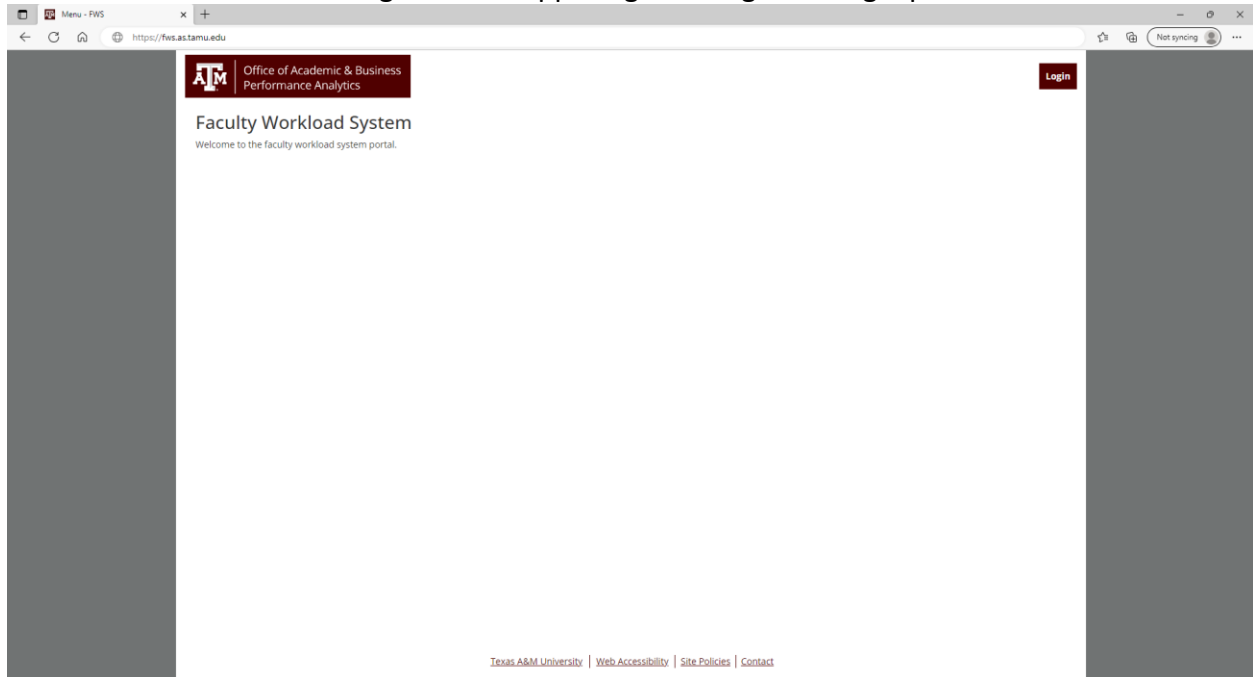 Menu - FWS
https://fws.as.tamu.edu
Not syncing
ĀM Office of Academic & Business
Performance Analytics
Login
Faculty Workload System
Welcome to the faculty workload system portal.
Texas A&M University | Web Accessibility | Site Policies | Contact